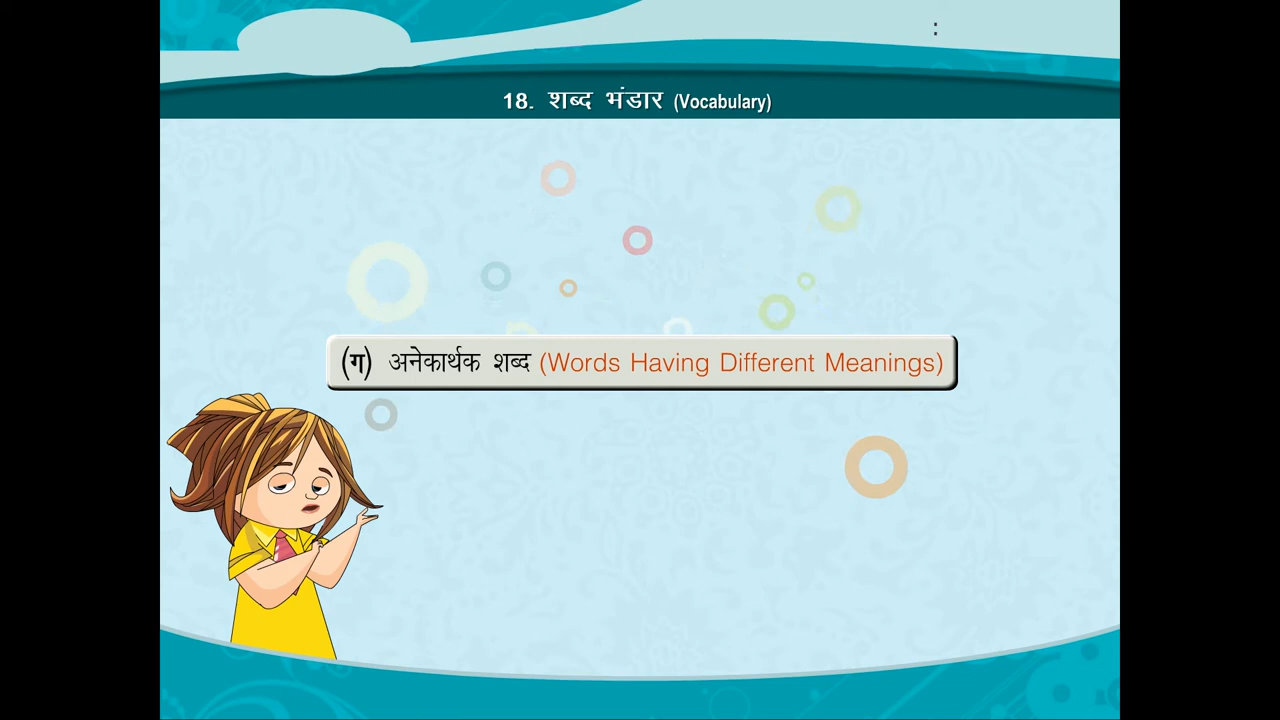 :
18. शब्द भंडार (Vocabulary)
(ग) अनेकार्थक शब्द (Words Having Different Meanings)